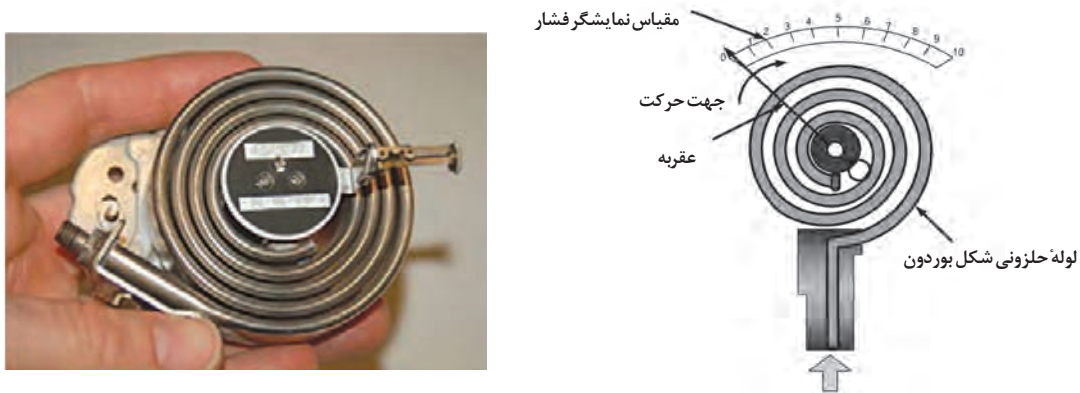 مقیاس نمایشگر فشار
0 1 2 3 4 5 6 7 8 9 10
جهت حرکت
عقربه
لولهٔ حلزونی شکل بوردون